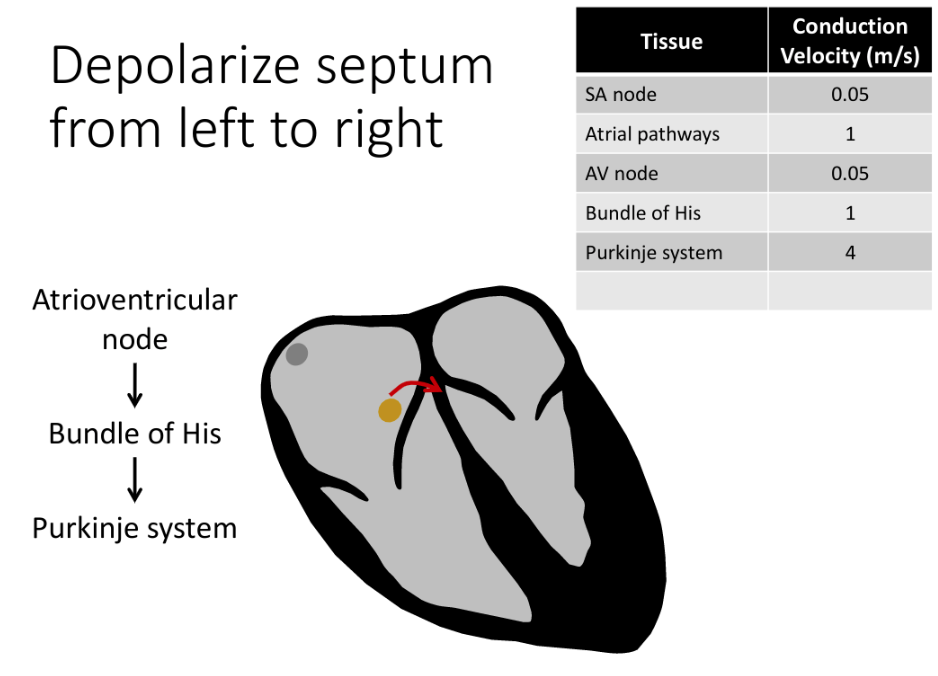 Depolarize septum
from left to right
Tissue
Conduction
Velocity (m/s)
SA node 0.05
Atrial pathways 1
AV node 0.05
Bundle of His 1
Purkinje system 4
Atrioventricular
node
Bundle of His
Purkinje system